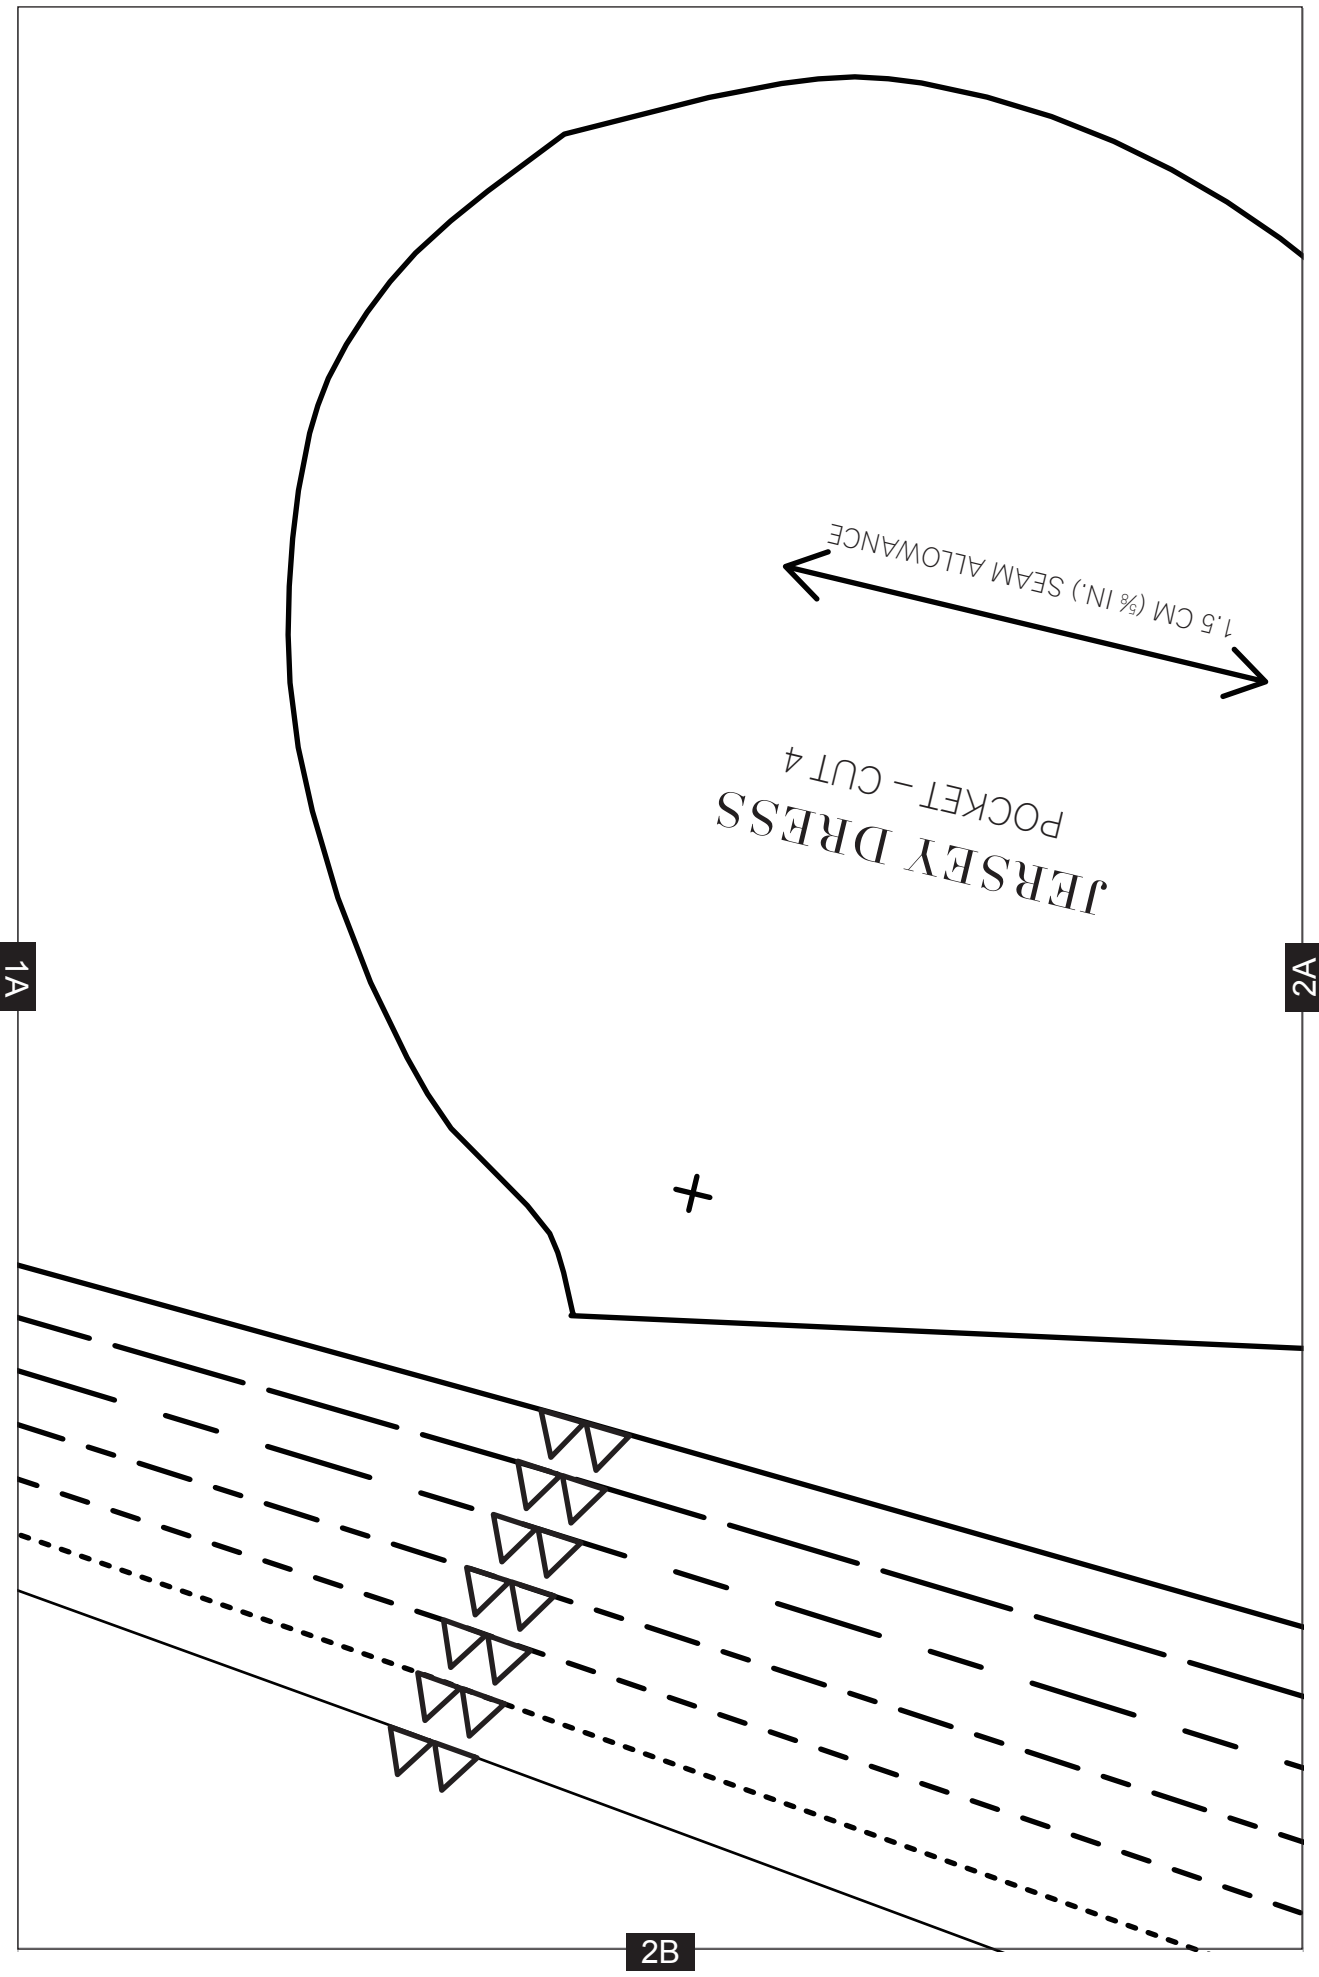 JERSEY DRESS
POCKET – CUT 4
1.5 CM (⅝ IN.) SEAM ALLOWANCE
1A
2A
2B